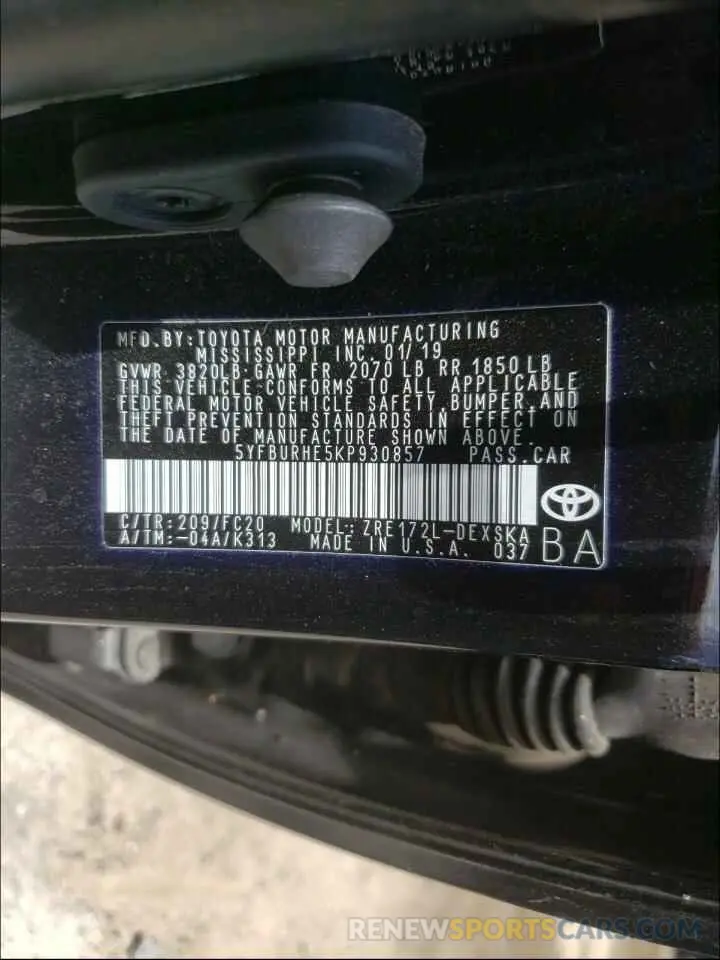 MFD. BY: TOYOTA MOTOR MANUFACTURING
MISSISSIPPI INC. 01/19
GVWR 3820LB GAWR FR 2070 LB RR 1850 LB
THIS VEHICLE CONFORMS TO ALL APPLICABLE
FEDERAL MOTOR VEHICLE SAFETY, BUMPER, AND
THEFT PREVENTION STANDARDS IN EFFECT ON
THE DATE OF MANUFACTURE SHOWN ABOVE.
5YFBURHE5KP930857 PASS.CAR
C/TR: 209/FC20 MODEL: ZRE172L-DEXSKA
A/TM:-04A/K313 MADE IN U.S.A. 037 BA
RENEWSPORTSCARS.COM